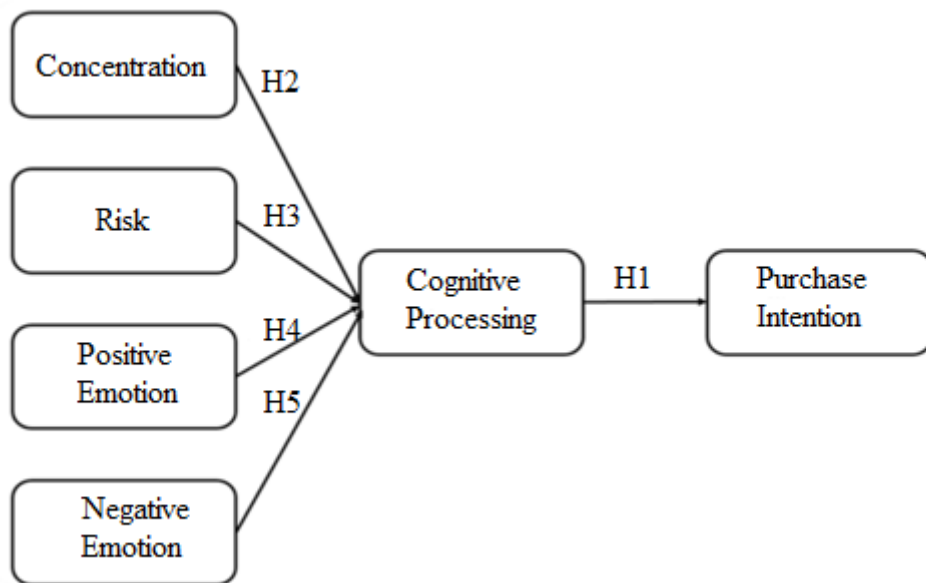 Concentration
H2
Risk
H3
Cognitive
Processing
H1
Purchase
Intention
H4
Positive
Emotion
H5
Negative
Emotion